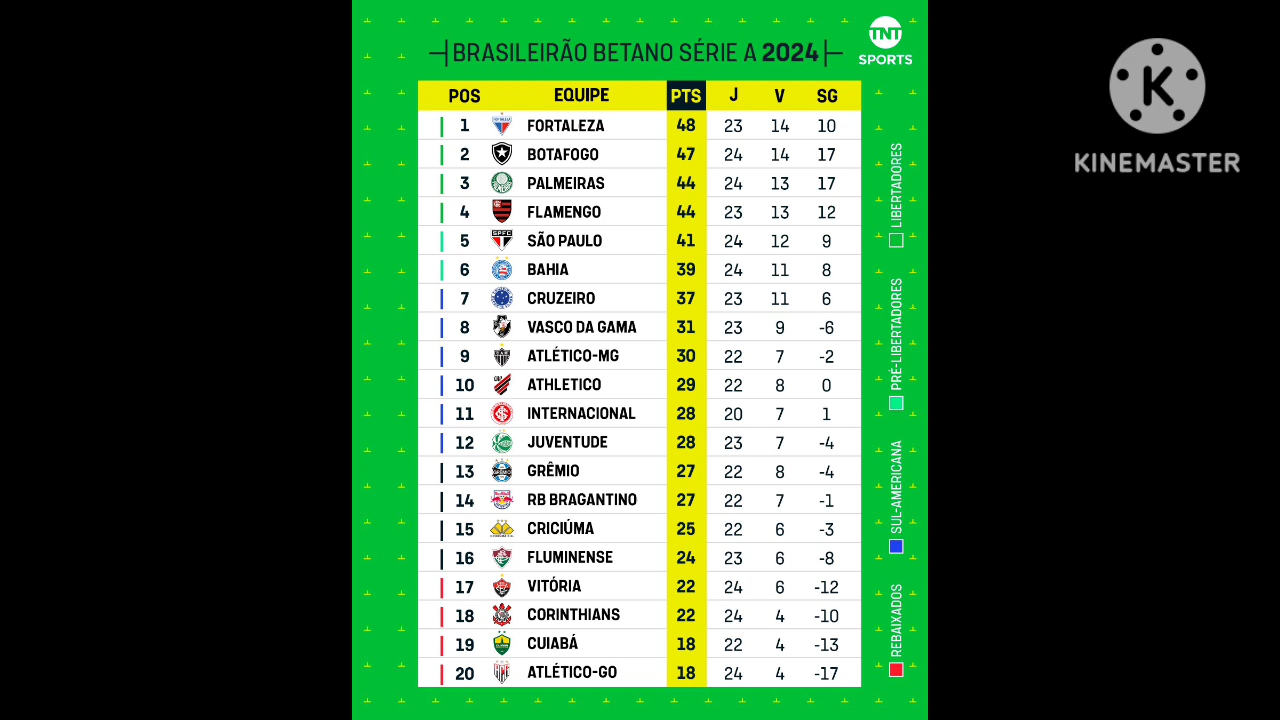 BRASILEIRÃO BETANO SÉRIE A 2024
TNT
SPORTS
KINEMASTER
POS EQUIPE PTS J V SG
1 FORTALEZA 48 23 14 10
2 BOTAFOGO 47 24 14 17
3 PALMEIRAS 44 24 13 17
4 FLAMENGO 44 23 13 12
5 SÃO PAULO 41 24 12 9
6 BAHIA 39 24 11 8
7 CRUZEIRO 37 23 11 6
8 VASCO DA GAMA 31 23 9 -6
9 ATLÉTICO-MG 30 22 7 -2
10 ATHLETICO 29 22 8 0
11 INTERNACIONAL 28 20 7 1
12 JUVENTUDE 28 23 7 -4
13 GRÊMIO 27 22 8 -4
14 RB BRAGANTINO 27 22 7 -1
15 CRICIÚMA 25 22 6 -3
16 FLUMINENSE 24 23 6 -8
17 VITÓRIA 22 24 6 -12
18 CORINTHIANS 22 24 4 -10
19 CUIABÁ 18 22 4 -13
20 ATLÉTICO-GO 18 24 4 -17
LIBERTADORES
PRÉ-LIBERTADORES
SUL-AMERICANA
REBAIXADOS